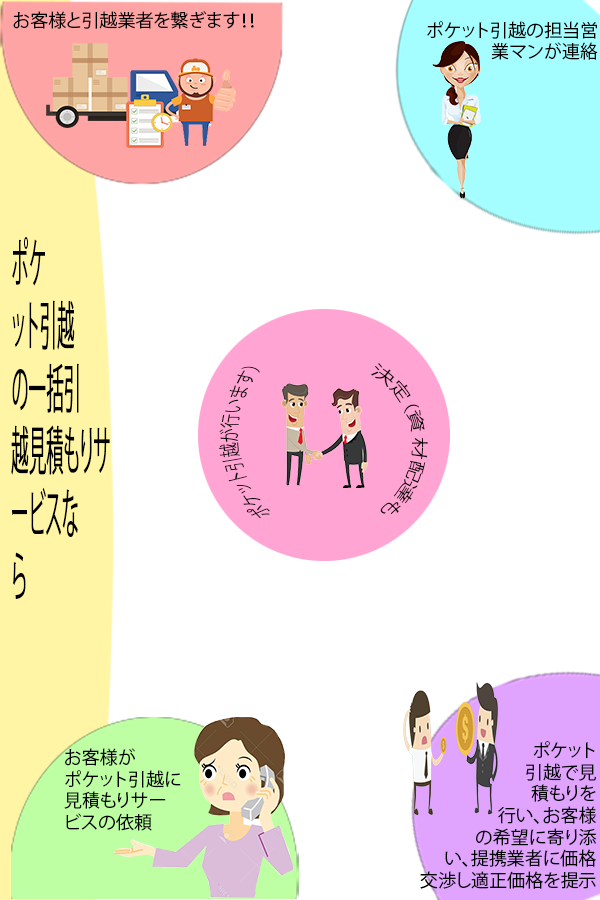 お客様と引越業者を繋ぎます!!
ポケット引越の担当営
業マンが連絡
ポケ
ット引越
の一括引
越見積もりサ
ービスな
ら
ポケット引越が行います)
決定(資材配達も
お客様が
ポケット引越に
見積もりサー
ビスの依頼
ポケット
引越で見
積もりを
行い、お客様
の希望に寄り添
い、提携業者に価格
交渉し適正価格を提示